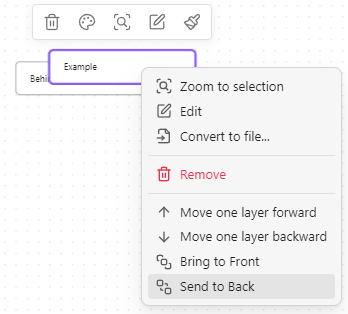 Example
Zoom to selection
Edit
Convert to file...
Remove
Move one layer forward
Move one layer backward
Bring to Front
Send to Back